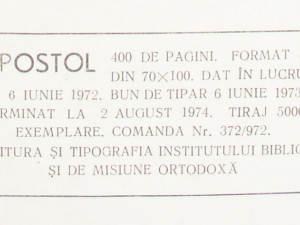 POSTOL 400 DE PAGINI. FORMAT
DIN 70×100. DAT ÎN LUCRU
6 IUNIE 1972. BUN DE TIPAR 6 IUNIE 1973
ERMINAT LA 2 AUGUST 1974. TIRAJ 5000
EXEMPLARE. COMANDA Nr. 372/972.
ITURA ȘI TIPOGRAFIA INSTITUTULUI BIBLIC
ȘI DE MISIUNE ORTODOXĂ